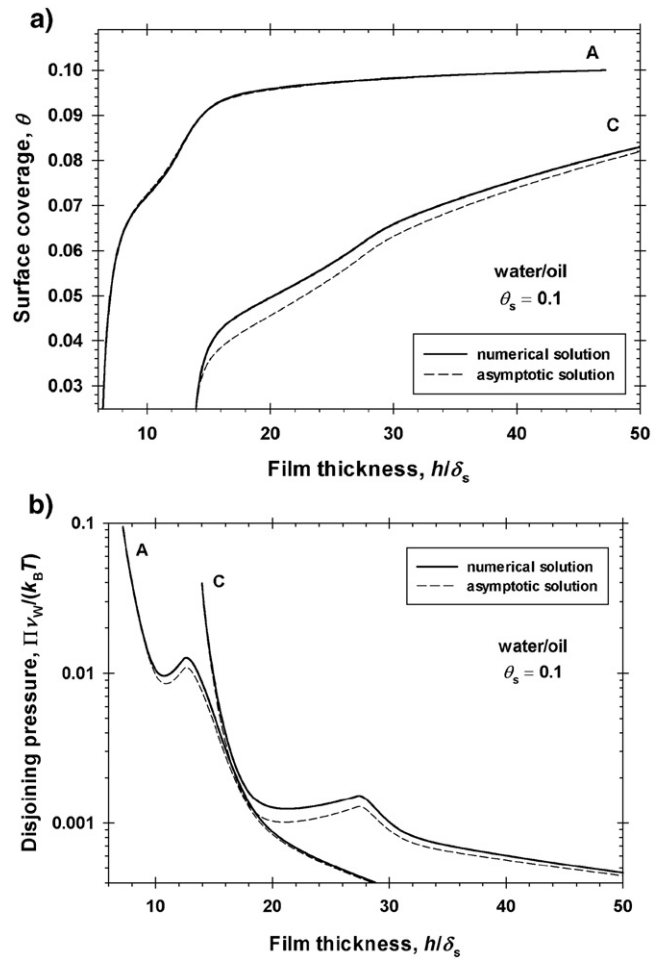 a)
0.10
0.09
0.08
0.07
0.06
0.05
0.04
0.03
Surface coverage, θ
A
C
water/oil
θs = 0.1
numerical solution
asymptotic solution
10 20 30 40 50
Film thickness, h/δs
b)
0.1
0.01
0.001
Disjoining pressure, Π νW/(kBT)
A
C
numerical solution
asymptotic solution
water/oil
θs = 0.1
10 20 30 40 50
Film thickness, h/δs